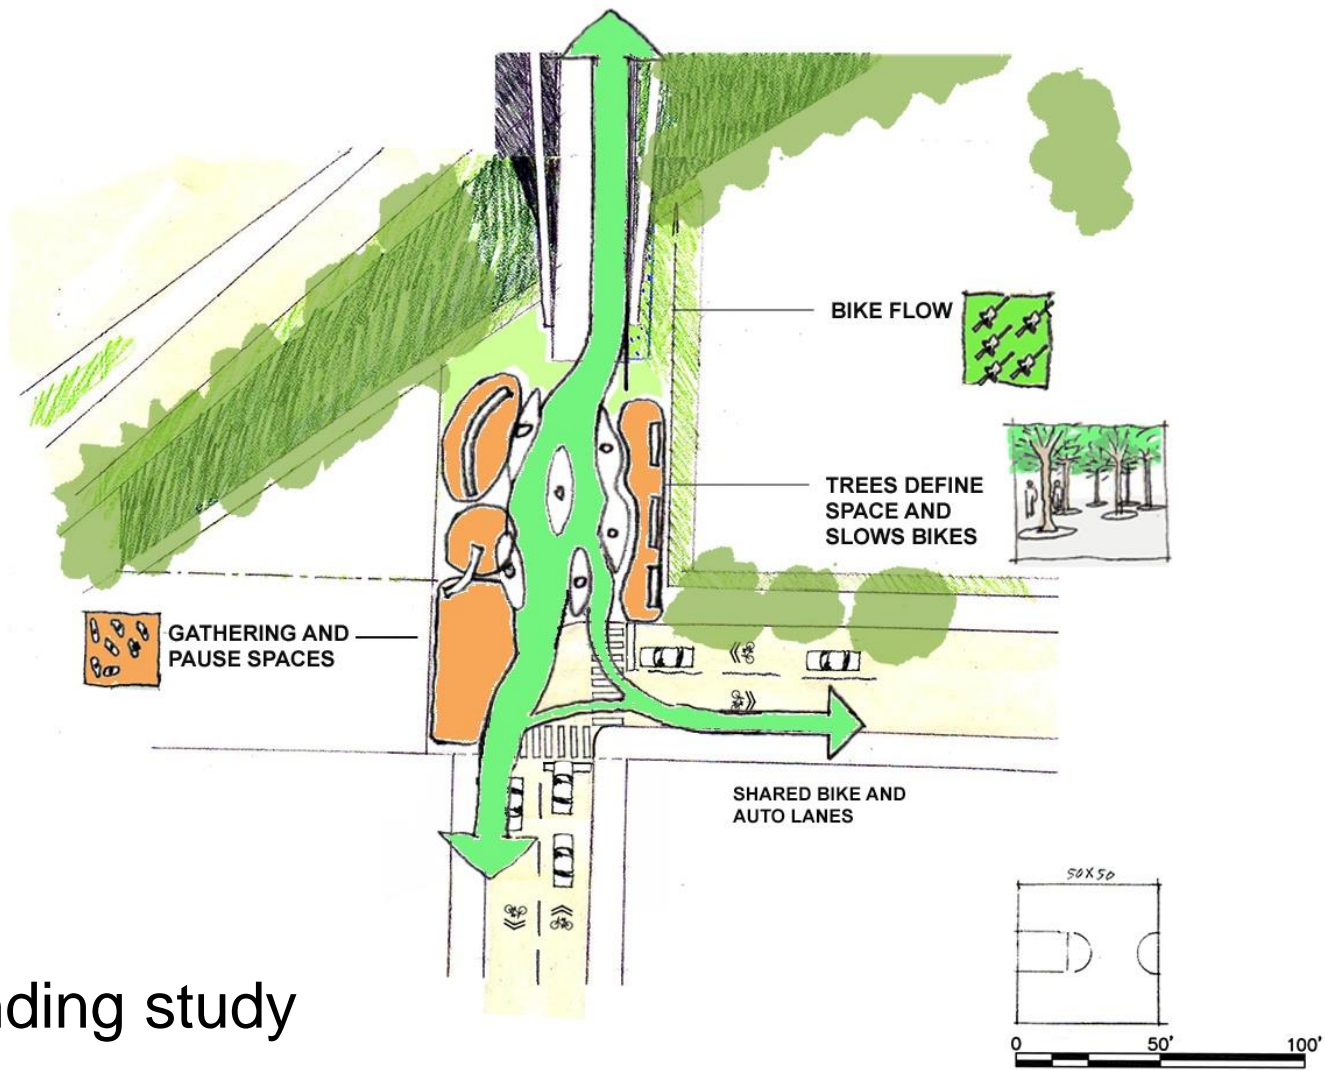 BIKE FLOW
TREES DEFINE
SPACE AND
SLOWS BIKES
GATHERING AND
PAUSE SPACES
SHARED BIKE AND
AUTO LANES
50X50
nding study
0 50' 100'